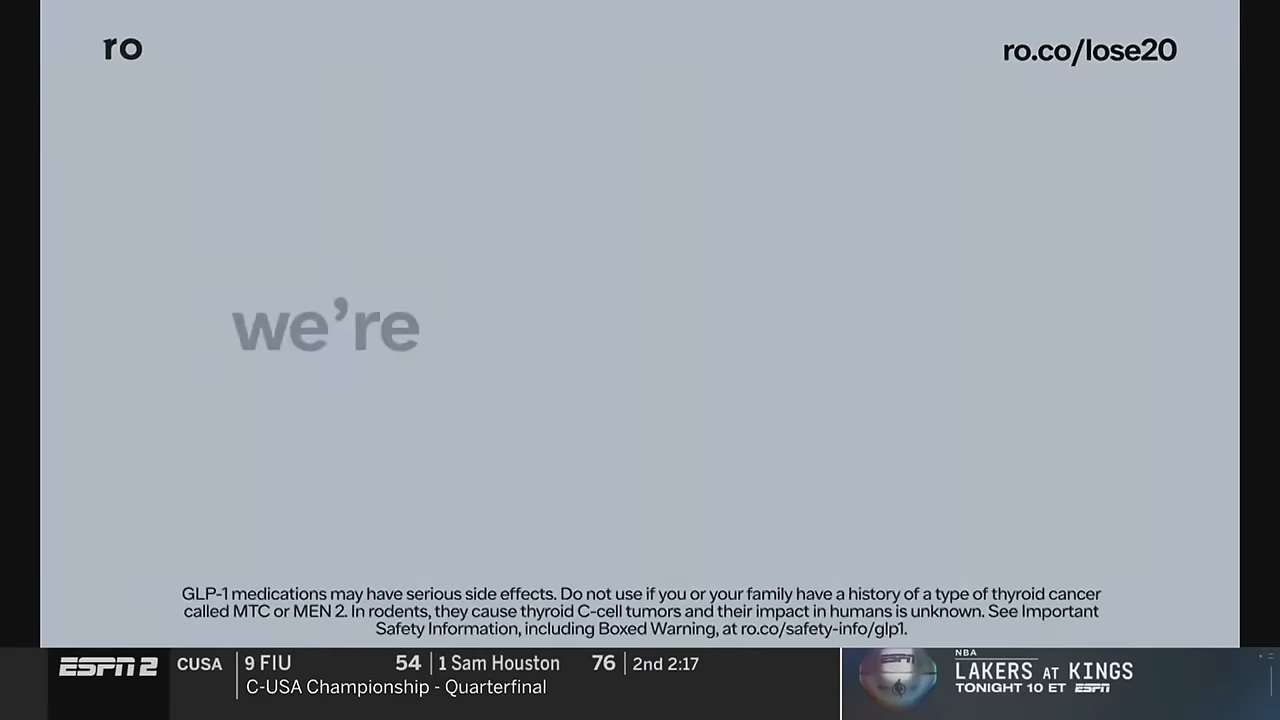 ro
ro.co/lose20
we're
GLP-1 medications may have serious side effects. Do not use if you or your family have a history of a type of thyroid cancer
called MTC or MEN 2. In rodents, they cause thyroid C-cell tumors and their impact in humans is unknown. See Important
Safety Information, including Boxed Warning, at ro.co/safety-info/glp1.
ESPN2
CUSA
9 FIU 54
1 Sam Houston 76
2nd 2:17
C-USA Championship - Quarterfinal
NBA
LAKERS AT KINGS
TONIGHT 10 ET ESPN